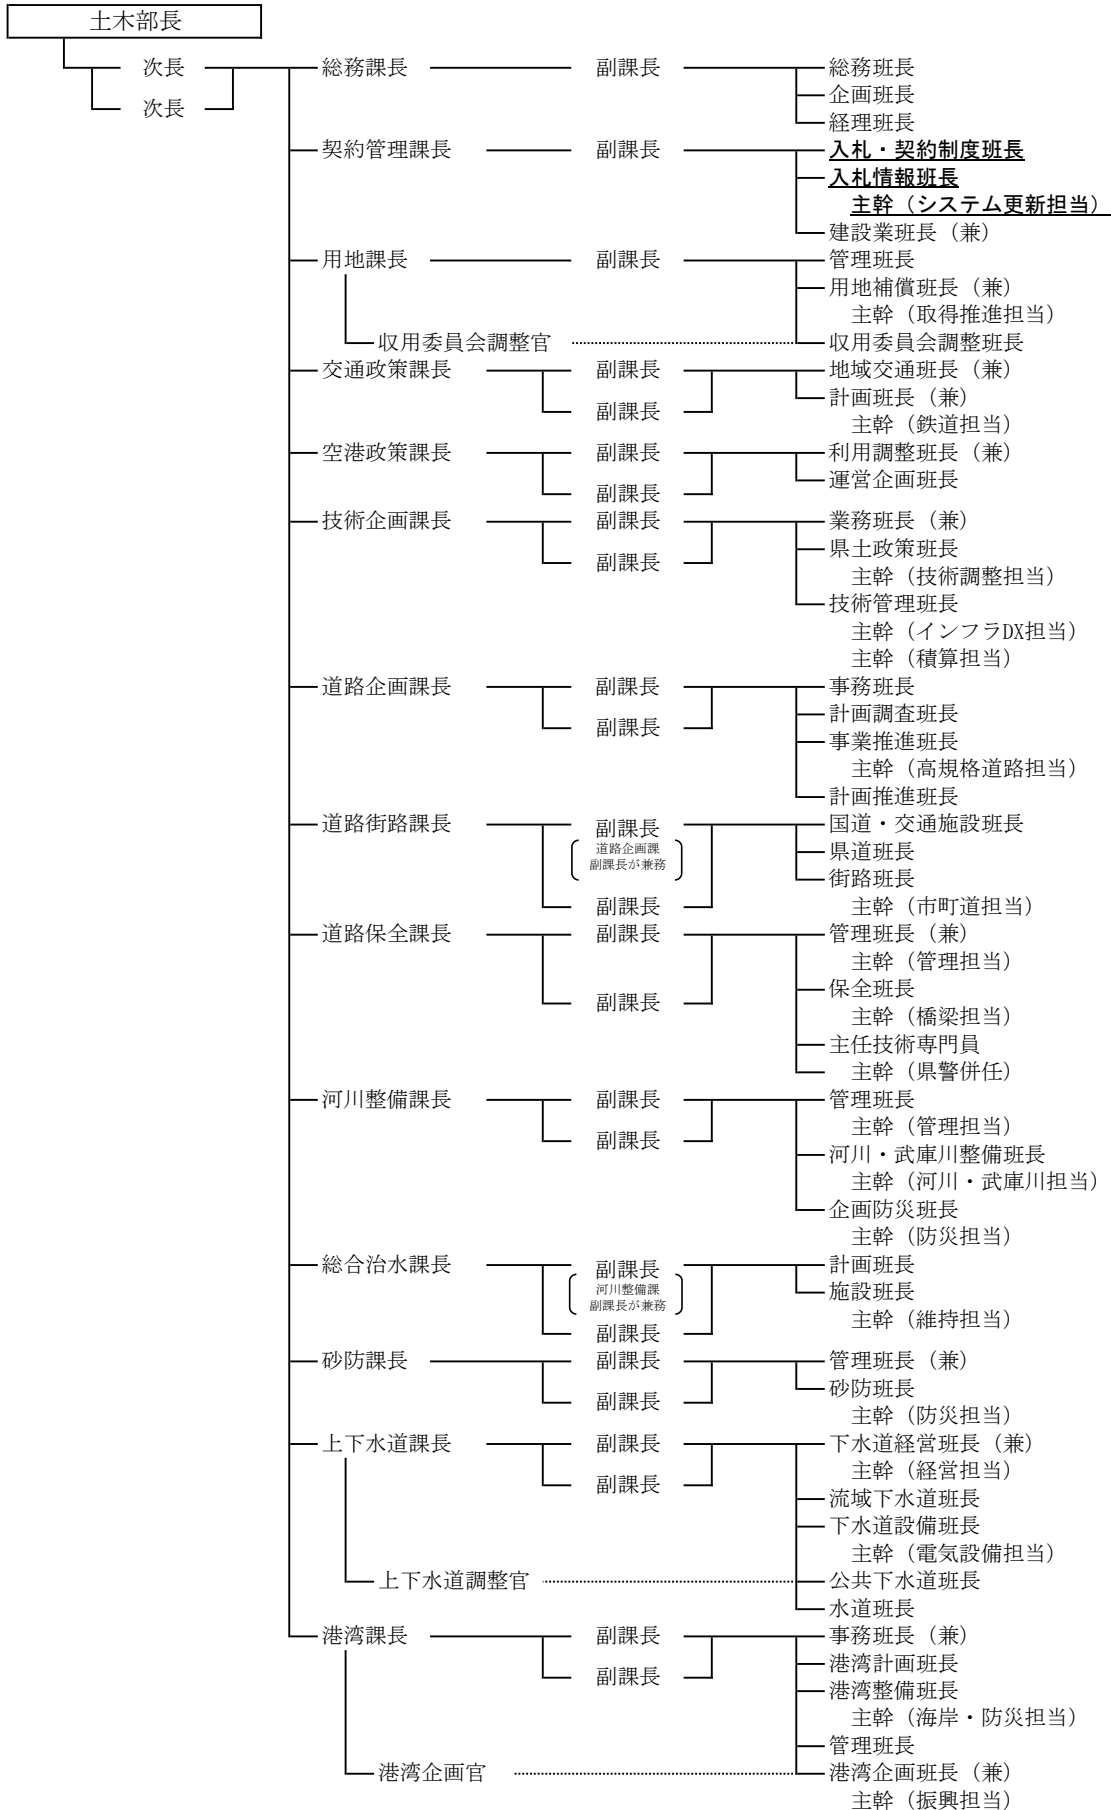 土木部長
次長 総務課長 副課長 総務班長
企画班長
次長
経理班長
契約管理課長 副課長 入札・契約制度班長
入札情報班長
主幹（システム更新担当）
建設業班長（兼）
用地課長 副課長 管理班長
用地補償班長（兼）
主幹（取得推進担当）
収用委員会調整官 収用委員会調整班長
交通政策課長 副課長 地域交通班長（兼）
計画班長（兼）
副課長
主幹（鉄道担当）
空港政策課長 副課長 利用調整班長（兼）
運営企画班長
副課長
技術企画課長 副課長 業務班長（兼）
県土政策班長
副課長
主幹（技術調整担当）
技術管理班長
主幹（インフラDX担当）
主幹（積算担当）
道路企画課長 副課長 事務班長
計画調査班長
副課長
事業推進班長
主幹（高規格道路担当）
計画推進班長
道路街路課長 副課長 国道・交通施設班長
道路企画課
県道班長
副課長が兼務
街路班長
副課長 主幹（市町道担当）
道路保全課長 副課長 管理班長（兼）
主幹（管理担当）
保全班長
副課長
主幹（橋梁担当）
主任技術専門員
主幹（県警併任）
河川整備課長 副課長 管理班長
主幹（管理担当）
副課長
河川・武庫川整備班長
主幹（河川・武庫川担当）
企画防災班長
主幹（防災担当）
総合治水課長 副課長 計画班長
河川整備課
施設班長
副課長が兼務
主幹（維持担当）
副課長
砂防課長 副課長 管理班長（兼）
砂防班長
副課長
主幹（防災担当）
上下水道課長 副課長 下水道経営班長（兼）
主幹（経営担当）
副課長
流域下水道班長
下水道設備班長
主幹（電気設備担当）
上下水道調整官 公共下水道班長
水道班長
港湾課長 副課長 事務班長（兼）
港湾計画班長
副課長
港湾整備班長
主幹（海岸・防災担当）
管理班長
港湾企画官 港湾企画班長（兼）
主幹（振興担当）